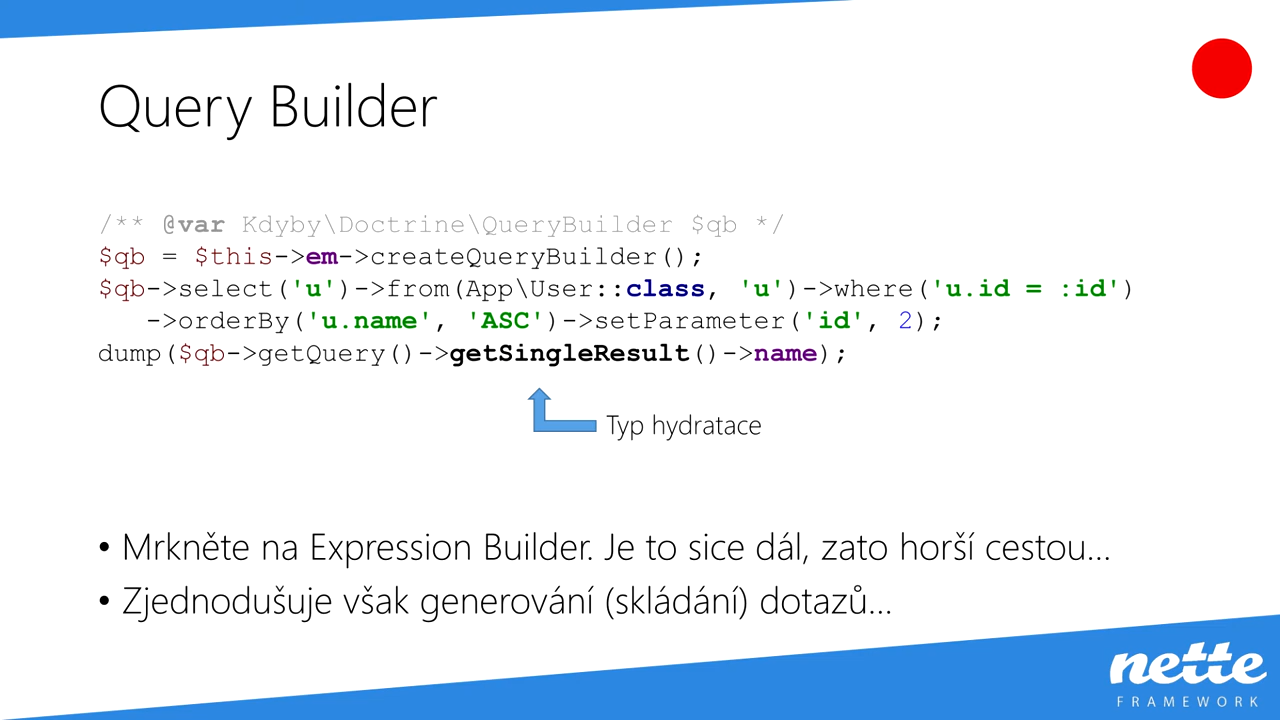 Query Builder
/** @var Kdyby\Doctrine\QueryBuilder $qb */
$qb = $this->em->createQueryBuilder();
$qb->select('u')->from(App\User::class, 'u')->where('u.id = :id')
   ->orderBy('u.name', 'ASC')->setParameter('id', 2);
dump($qb->getQuery()->getSingleResult()->name);
Typ hydratace
• Mrkněte na Expression Builder. Je to sice dál, zato horší cestou…
• Zjednodušuje však generování (skládání) dotazů…
nette
FRAMEWORK